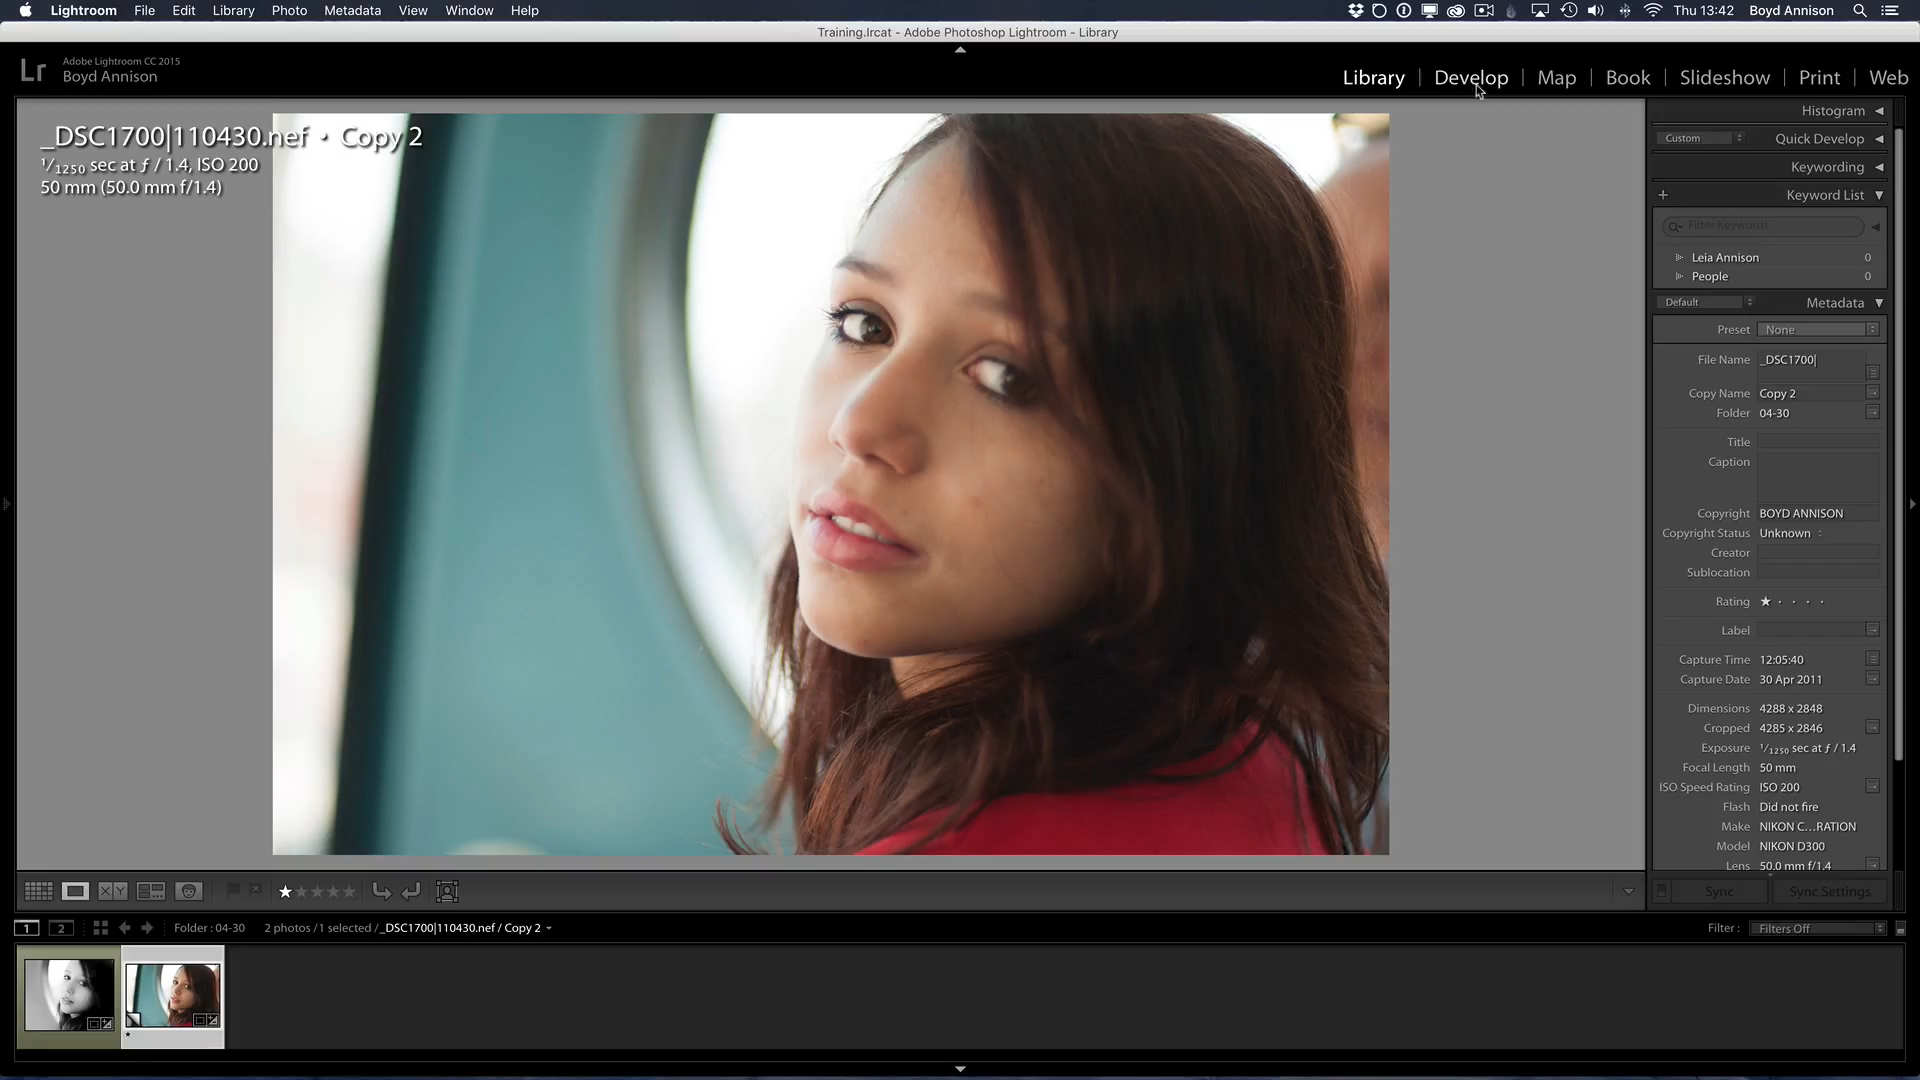 Lightroom File Edit Library Photo Metadata View Window Help Thu 13:42 Boyd Annison
Training.lrcat - Adobe Photoshop Lightroom - Library
Lr
Adobe Lightroom CC 2015
Boyd Annison
Library | Develop | Map | Book | Slideshow | Print | Web
_DSC1700|110430.nef • Copy 2
1/1250 sec at ƒ / 1.4, ISO 200
50 mm (50.0 mm f/1.4)
Histogram
Custom Quick Develop
Keywording
+ Keyword List
Filter Keywords
Leia Annison 0
People 0
Default Metadata
Preset None
File Name _DSC1700|
Copy Name Copy 2
Folder 04-30
Title
Caption
Copyright BOYD ANNISON
Copyright Status Unknown
Creator
Sublocation
Rating ★ · · · ·
Label
Capture Time 12:05:40
Capture Date 30 Apr 2011
Dimensions 4288 x 2848
Cropped 4285 x 2846
Exposure 1/1250 sec at ƒ / 1.4
Focal Length 50 mm
ISO Speed Rating ISO 200
Flash Did not fire
Make NIKON C...RATION
Model NIKON D300
Lens 50.0 mm f/1.4
X Y Sync Sync Settings
1 2 Folder : 04-30 2 photos / 1 selected / _DSC1700|110430.nef / Copy 2 Filter : Filters Off